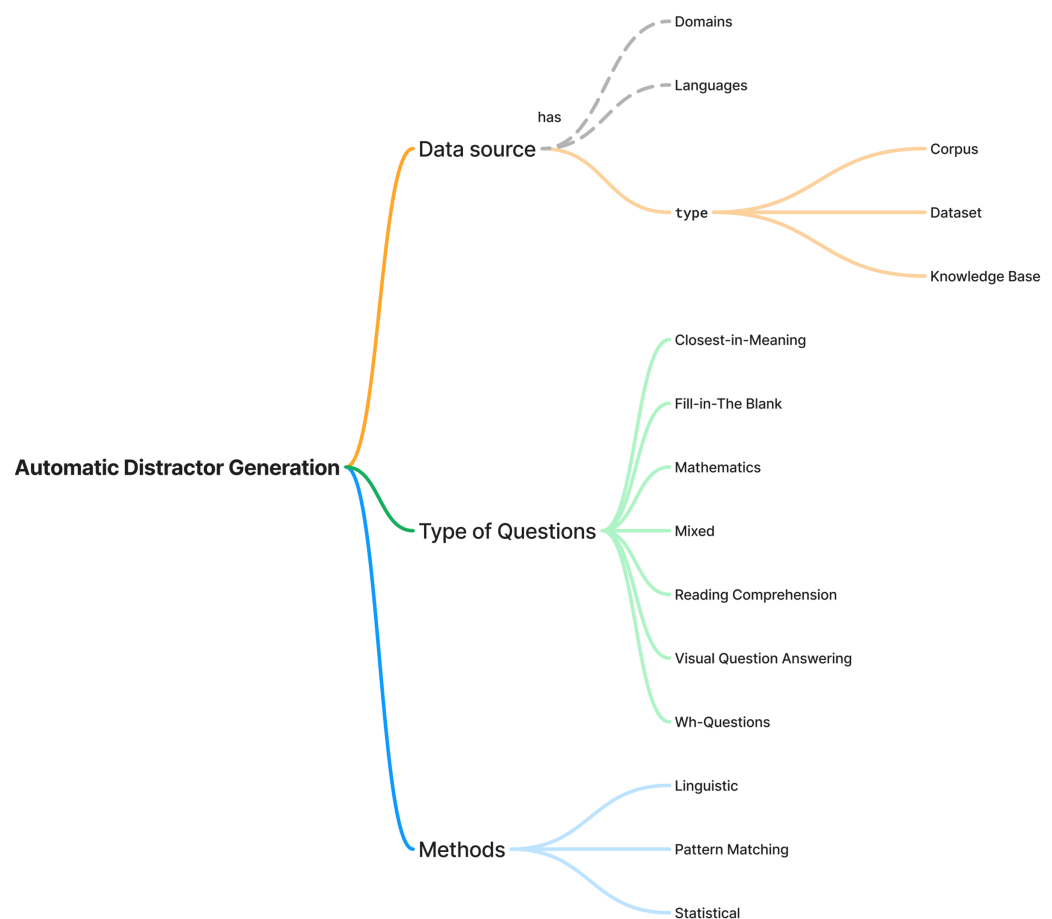 Domains
Languages
has
Data source
Corpus
type
Dataset
Knowledge Base
Closest-in-Meaning
Fill-in-The Blank
Automatic Distractor Generation
Mathematics
Type of Questions
Mixed
Reading Comprehension
Visual Question Answering
Wh-Questions
Linguistic
Methods
Pattern Matching
Statistical